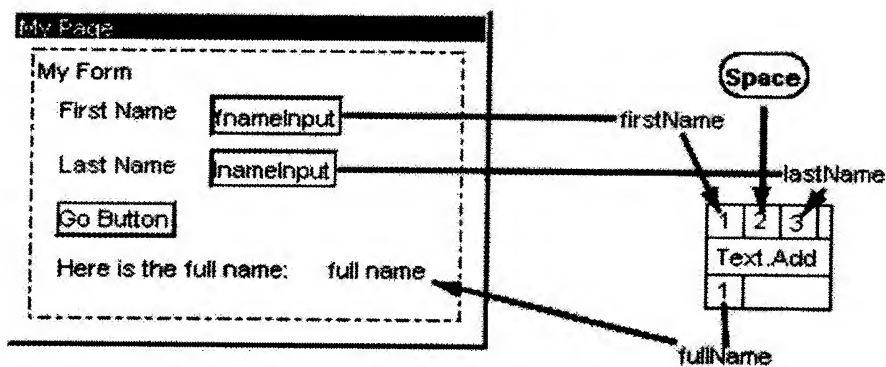 My Page
My Form
First Name fnameInput
Last Name lnameInput
Go Button
Here is the full name: full name
Space
firstName
lastName
1 2 3
Text.Add
1
fullName